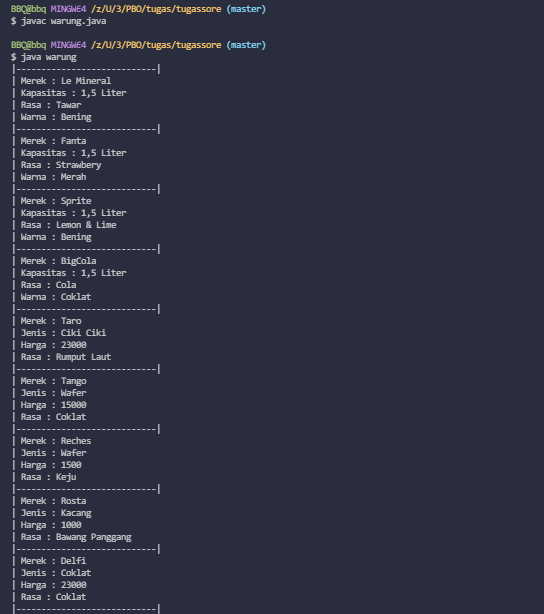 BBQ@bbq MINGW64 /z/U/3/PBO/tugas/tugassore (master)
$ javac warung.java
BBQ@bbq MINGW64 /z/U/3/PBO/tugas/tugassore (master)
$ java warung
|----------------------------|
| Merek : Le Mineral
| Kapasitas : 1,5 Liter
| Rasa : Tawar
| Warna : Bening
|----------------------------|
| Merek : Fanta
| Kapasitas : 1,5 Liter
| Rasa : Strawbery
| Warna : Merah
|----------------------------|
| Merek : Sprite
| Kapasitas : 1,5 Liter
| Rasa : Lemon & Lime
| Warna : Bening
|----------------------------|
| Merek : BigCola
| Kapasitas : 1,5 Liter
| Rasa : Cola
| Warna : Coklat
|----------------------------|
| Merek : Taro
| Jenis : Ciki Ciki
| Harga : 23000
| Rasa : Rumput Laut
|----------------------------|
| Merek : Tango
| Jenis : Wafer
| Harga : 15000
| Rasa : Coklat
|----------------------------|
| Merek : Reches
| Jenis : Wafer
| Harga : 1500
| Rasa : Keju
|----------------------------|
| Merek : Rosta
| Jenis : Kacang
| Harga : 1000
| Rasa : Bawang Panggang
|----------------------------|
| Merek : Delfi
| Jenis : Coklat
| Harga : 23000
| Rasa : Coklat
|----------------------------|